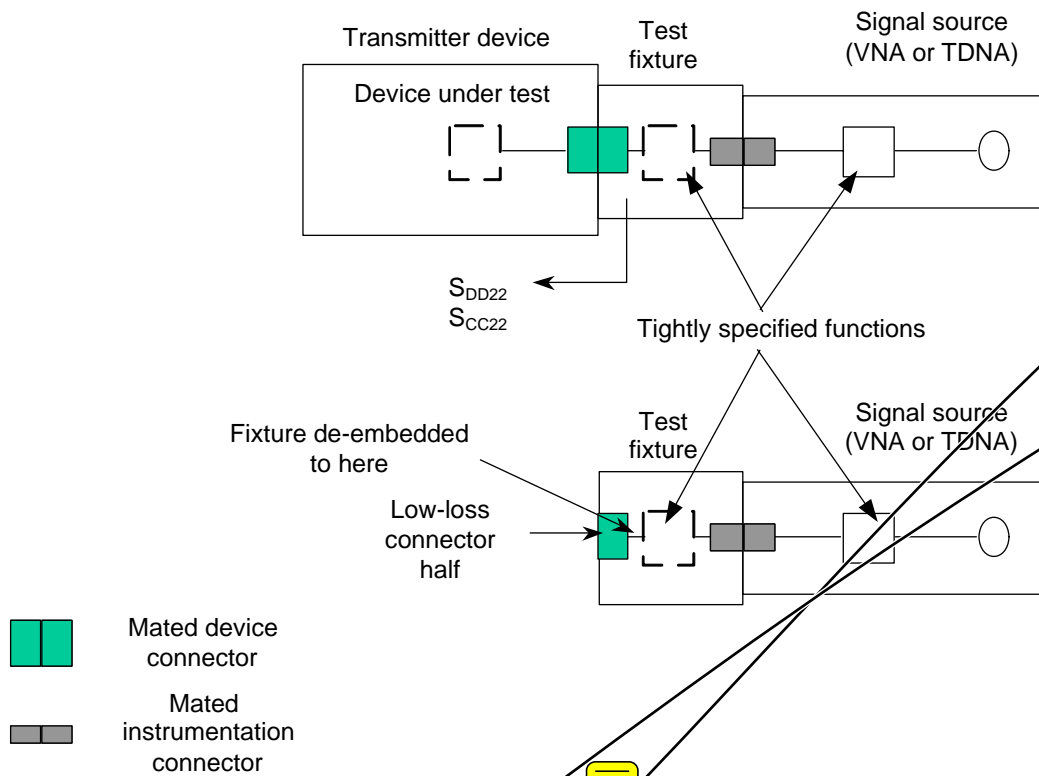 Transmitter device
Test
fixture
Signal source
(VNA or TDNA)
Device under test
SDD22
SCC22
Tightly specified functions
Fixture de-embedded
to here
Test
fixture
Signal source
(VNA or TDNA)
Low-loss
connector
half
Mated device
connector
Mated
instrumentation
connector